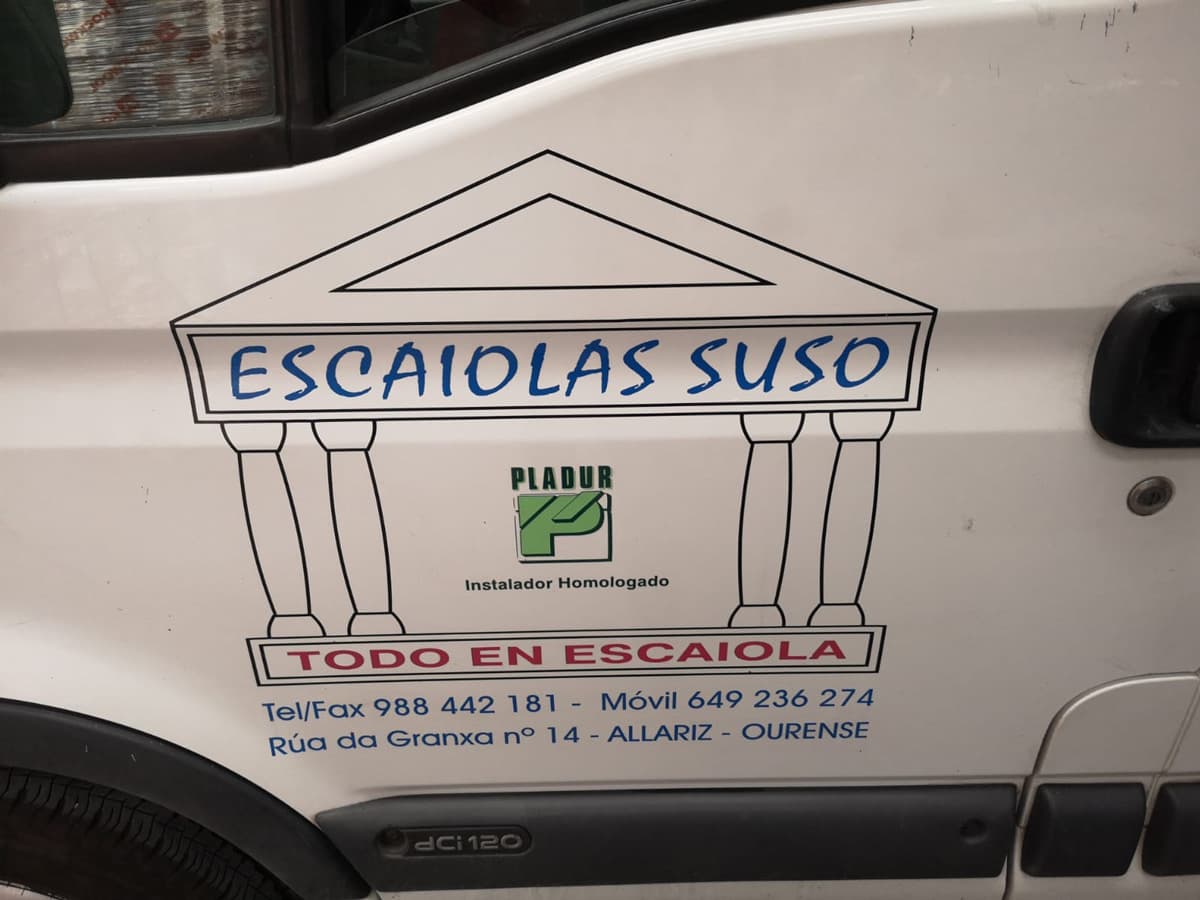 ESCAIOLAS SUSO
PLADUR
P
Instalador Homologado
TODO EN ESCAIOLA
Tel/Fax 988 442 181 - Móvil 649 236 274
Rúa da Granxa nº 14 - ALLARIZ - OURENSE
dCi 120